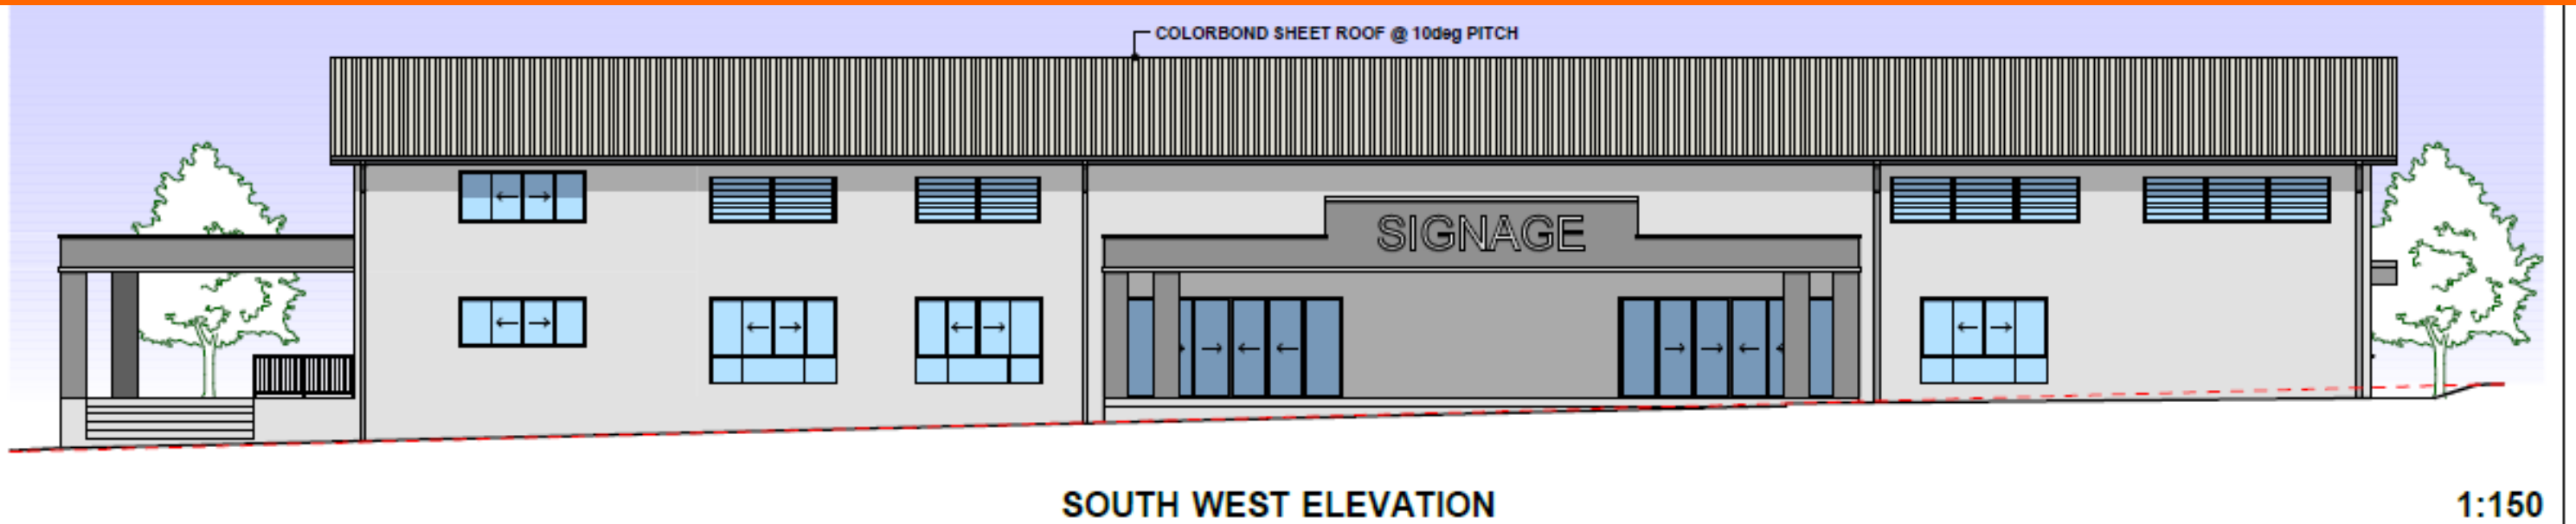 COLORBOND SHEET ROOF @ 10deg PITCH
SIGNAGE
SOUTH WEST ELEVATION
1:150